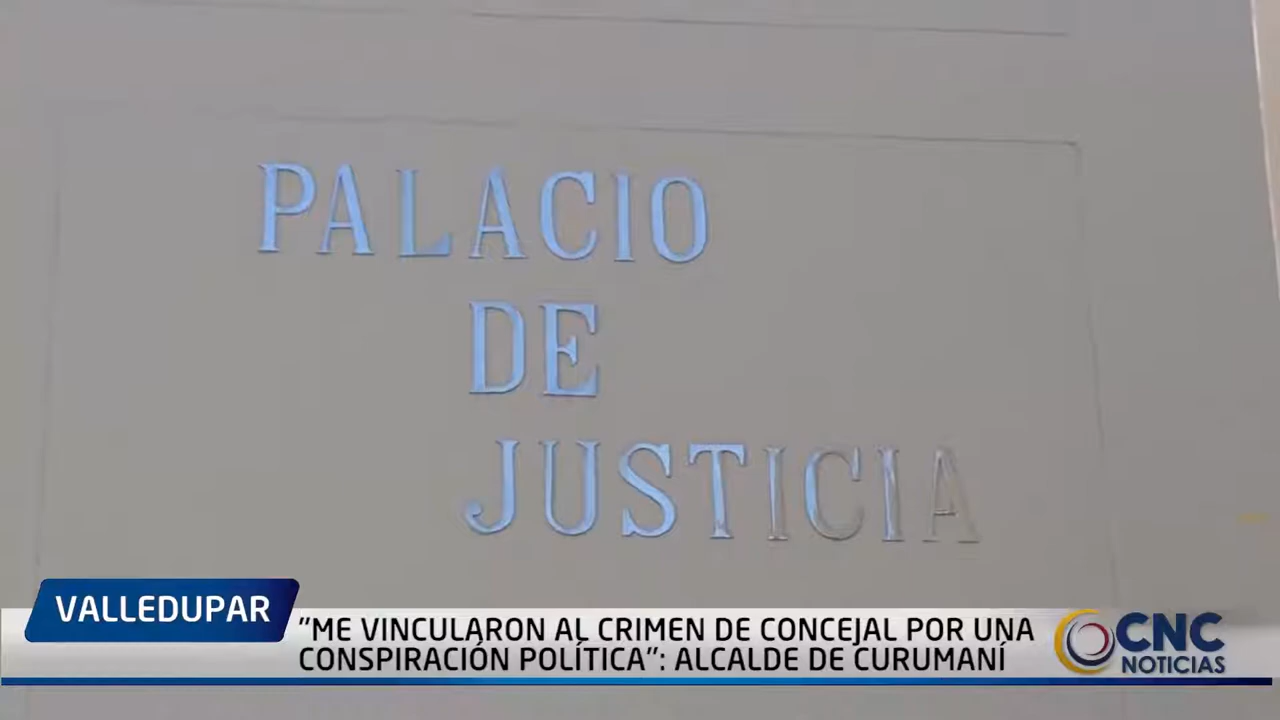 PALACIO
DE
JUSTICIA
VALLEDUPAR
"ME VINCULARON AL CRIMEN DE CONCEJAL POR UNA
CONSPIRACIÓN POLÍTICA": ALCALDE DE CURUMANÍ
CNC
NOTICIAS